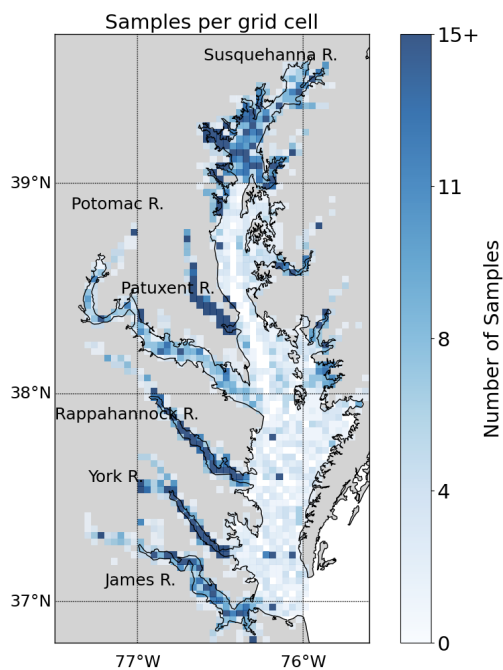 Samples per grid cell
Susquehanna R.
15+
39°N
11
Potomac R.
Patuxent R.
Number of Samples
8
38°N
Rappahannock R.
York R.
4
James R.
37°N
0
77°W
76°W